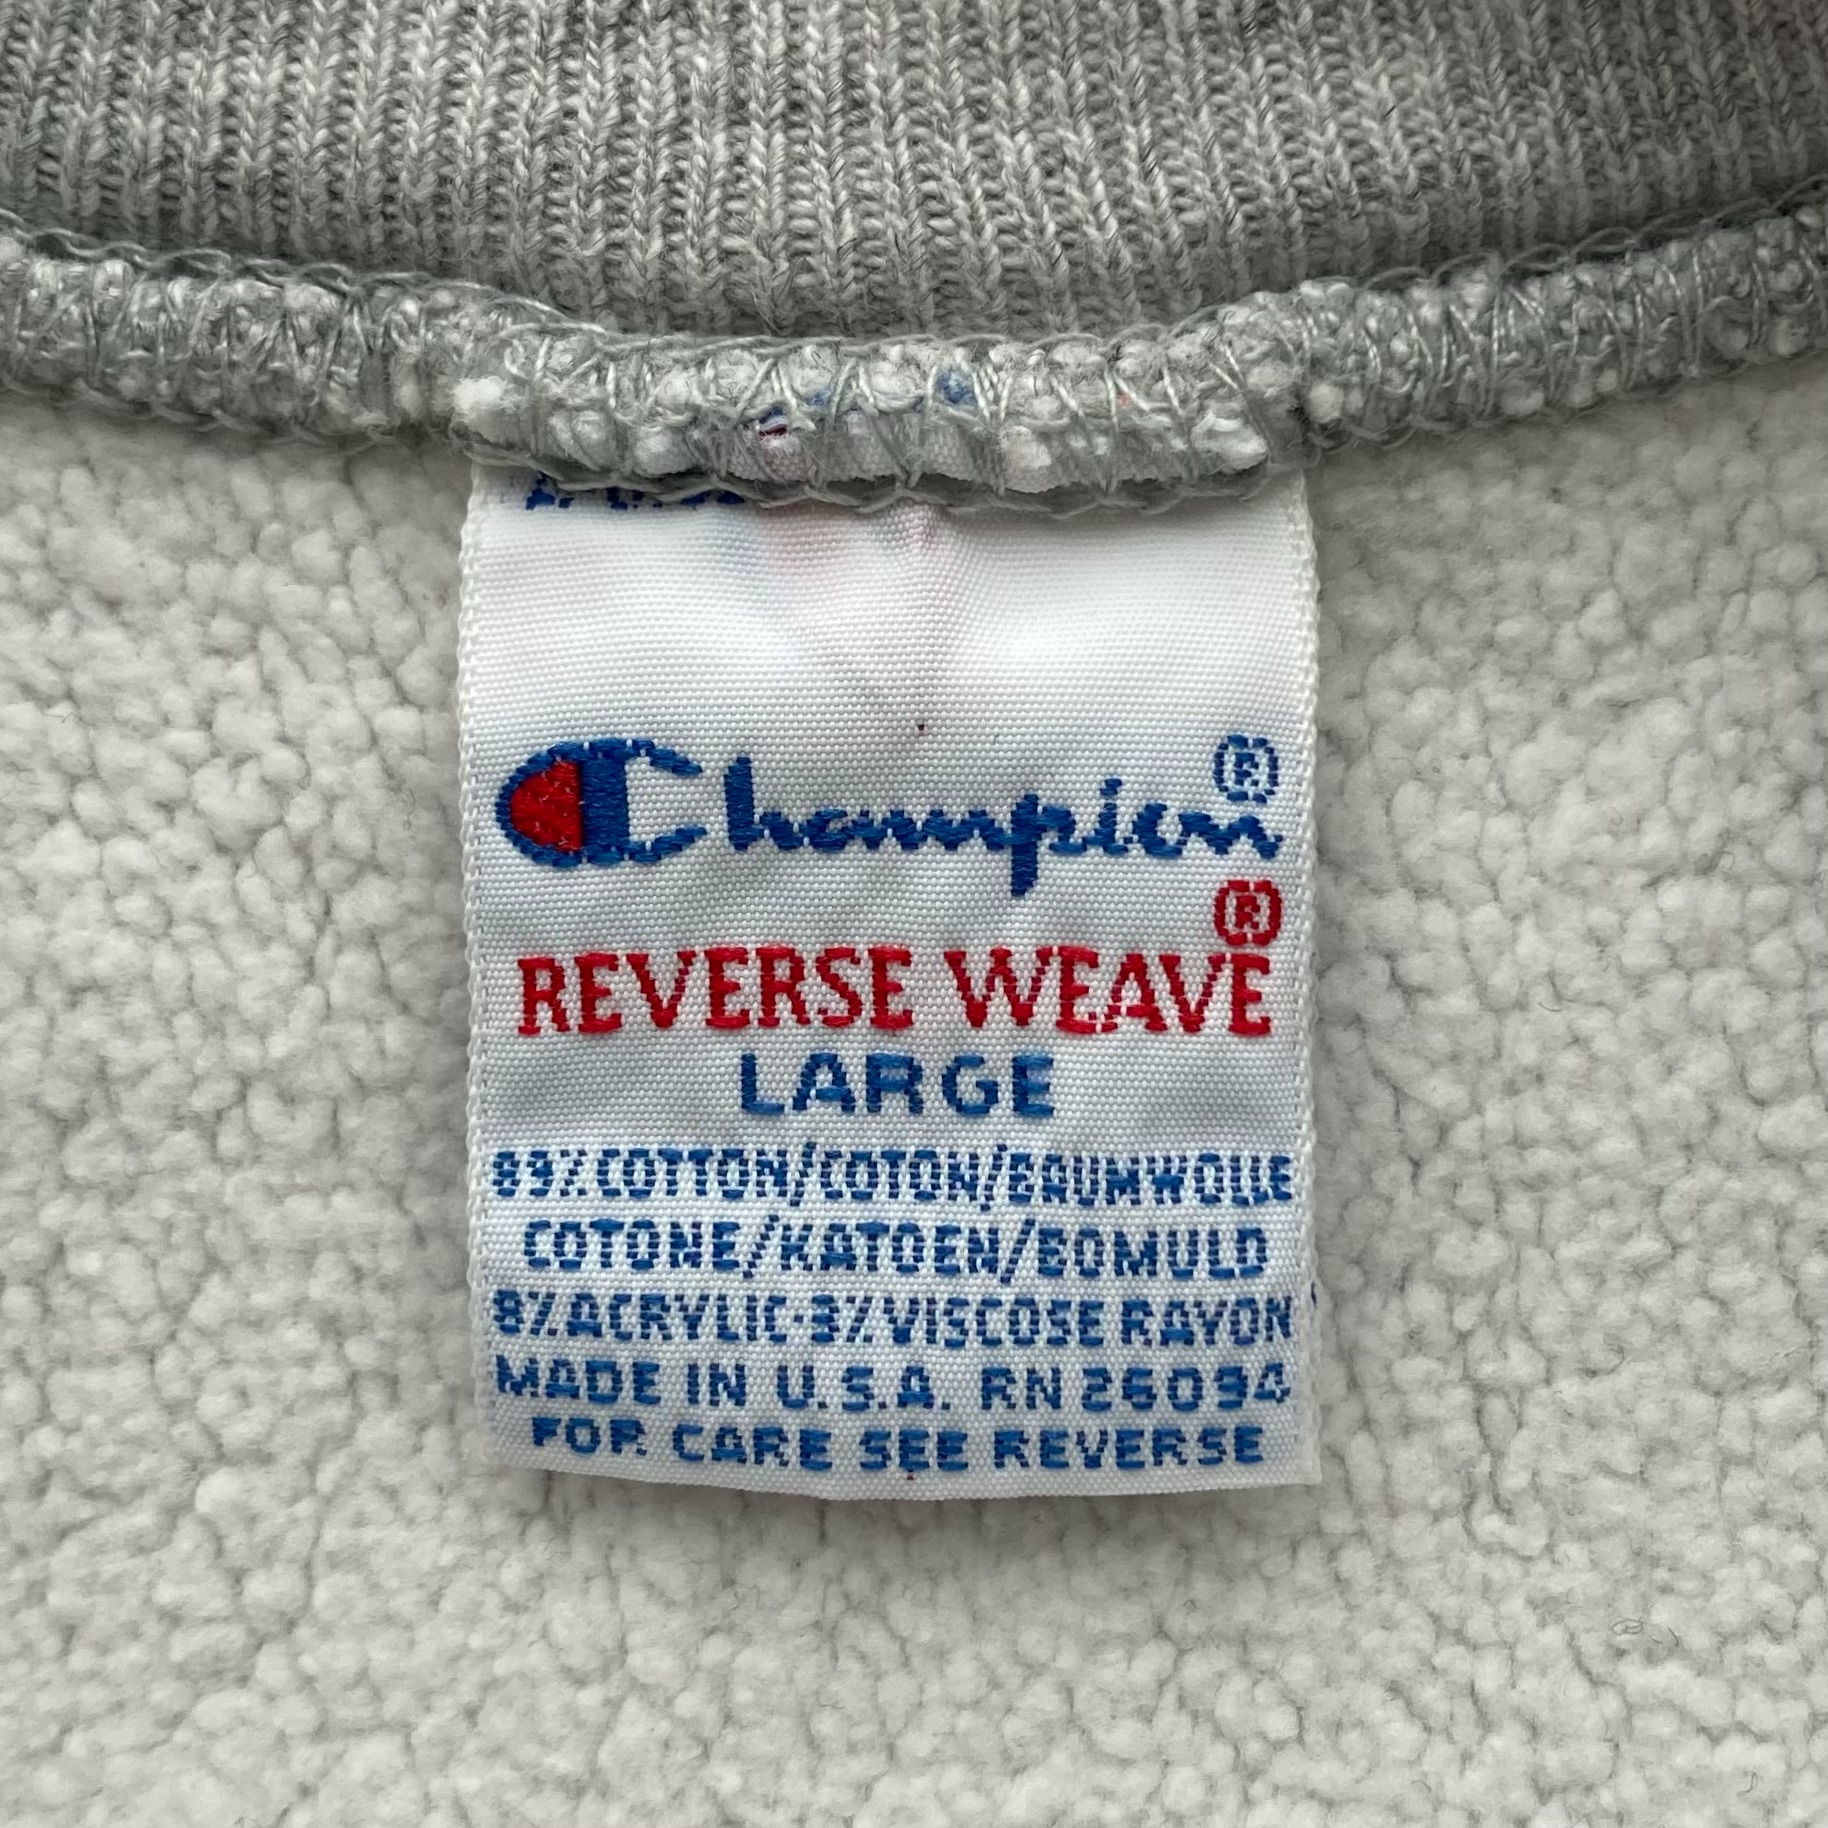 Champion®
REVERSE WEAVE®
LARGE
89% COTTON/COTON/BAUMWOLLE
COTONE/KATOEN/BOMULD
8% ACRYLIC-3% VISCOSE RAYON
MADE IN U.S.A. RN 26094
FOR CARE SEE REVERSE